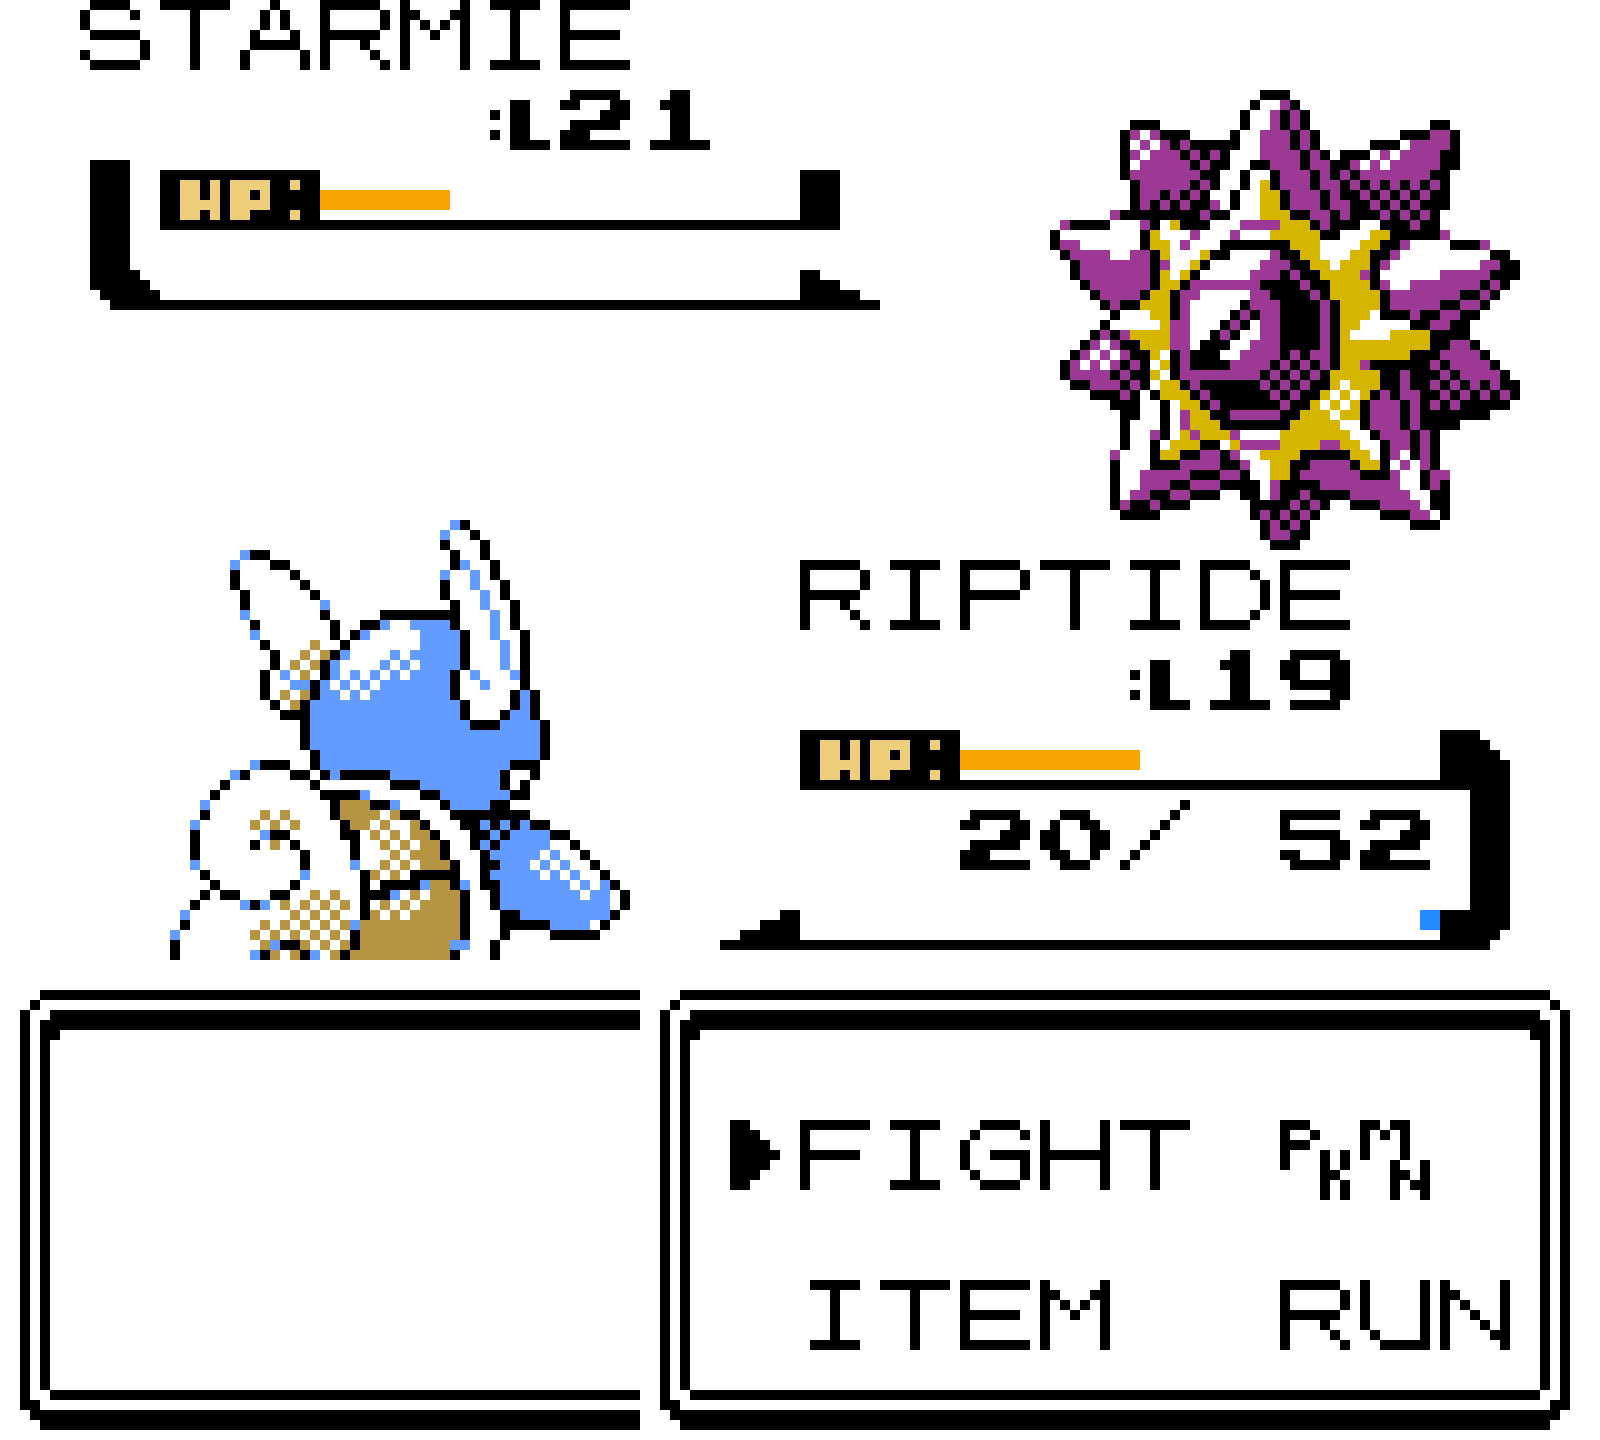 STARMIE
:L21
HP:
RIPTIDE
:L19
HP:
20/ 52
▶FIGHT PKMN
ITEM RUN